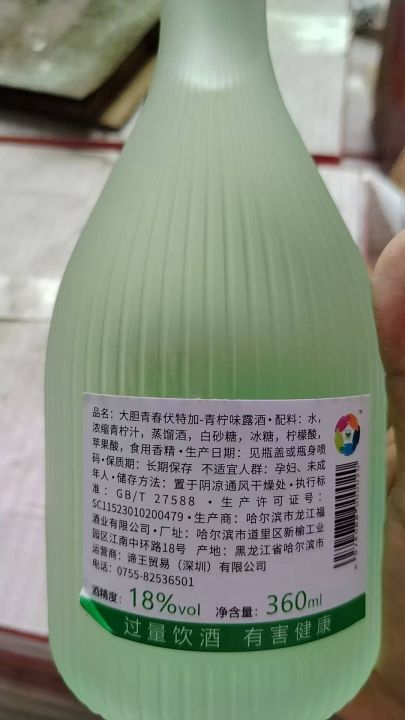 品名：大胆青春伏特加-青柠味露酒·配料：水，
浓缩青柠汁，蒸馏酒，白砂糖，冰糖，柠檬酸，
苹果酸，食用香精·生产日期：见瓶盖或瓶身喷
码·保质期：长期保存 不适宜人群：孕妇、未成
年人·储存方法：置于阴凉通风干燥处·执行标
准：GB/T 27588·生产许可证号：
SC11523010200479·生产商：哈尔滨市龙江福
酒业有限公司·厂址：哈尔滨市道里区新榆工业
园区江南中环路18号 产地：黑龙江省哈尔滨市
运营商：谛王贸易（深圳）有限公司
电话：0755-82536501
酒精度：18%vol 净含量：360ml
过量饮酒 有害健康